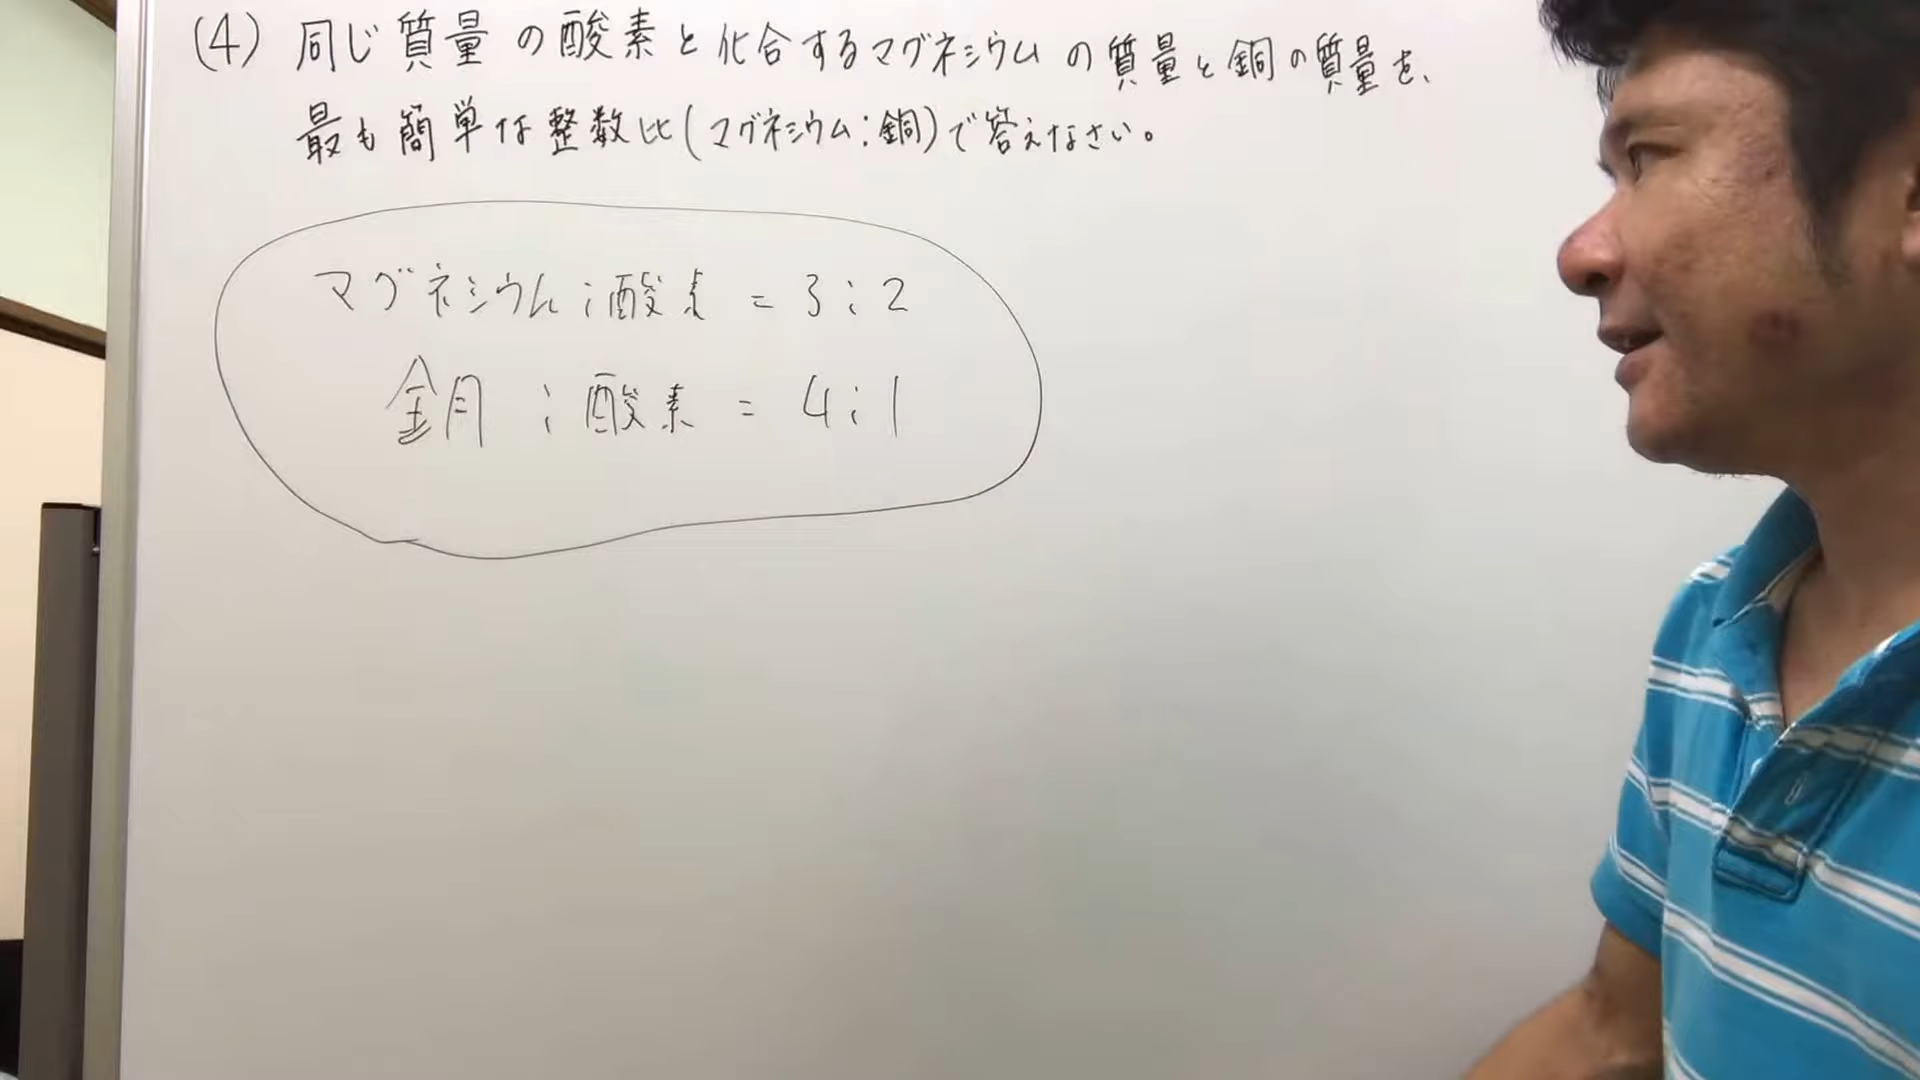 (4) 同じ質量の酸素と化合するマグネシウムの質量と銅の質量を、
最も簡単な整数比(マグネシウム:銅)で答えなさい。
マグネシウム:酸素 = 3:2
銅:酸素 = 4:1